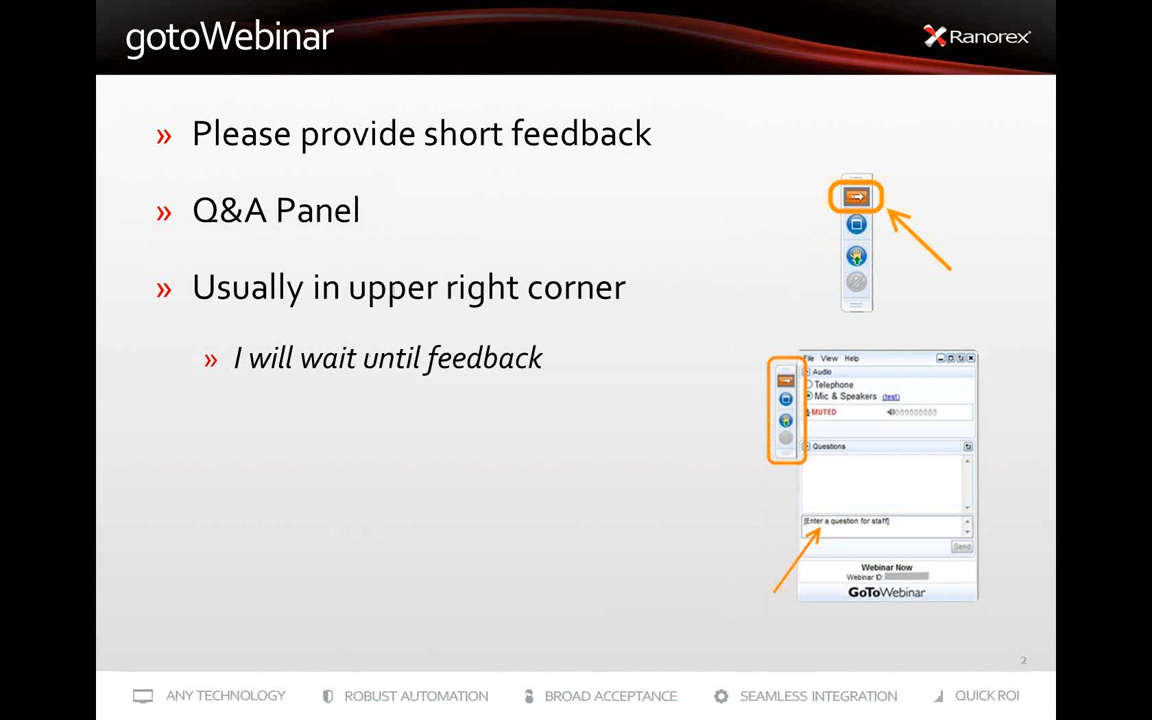 gotoWebinar
Ranorex
» Please provide short feedback
» Q&A Panel
» Usually in upper right corner
» I will wait until feedback
File View Help
Audio
Telephone
Mic & Speakers (test)
MUTED
Questions
[Enter a question for staff]
Send
Webinar Now
Webinar ID:
GoToWebinar
2
ANY TECHNOLOGY ROBUST AUTOMATION BROAD ACCEPTANCE SEAMLESS INTEGRATION QUICK ROI